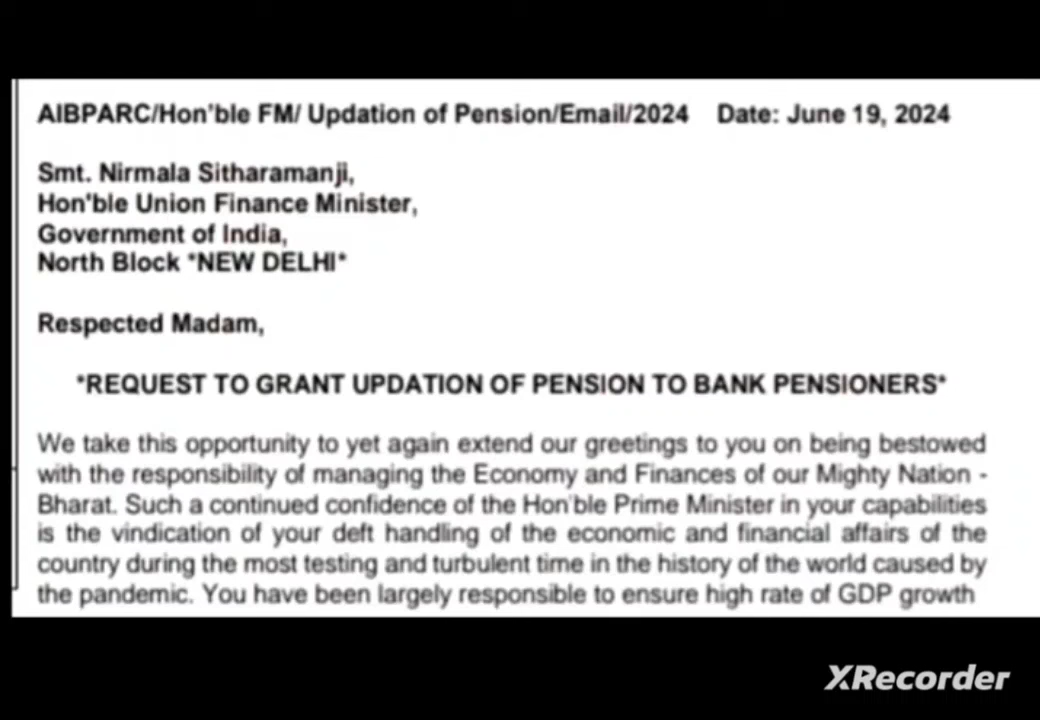 AIBPARC/Hon'ble FM/ Updation of Pension/Email/2024 Date: June 19, 2024
Smt. Nirmala Sitharamanji,
Hon'ble Union Finance Minister,
Government of India,
North Block *NEW DELHI*
Respected Madam,
*REQUEST TO GRANT UPDATION OF PENSION TO BANK PENSIONERS*
We take this opportunity to yet again extend our greetings to you on being bestowed
with the responsibility of managing the Economy and Finances of our Mighty Nation -
Bharat. Such a continued confidence of the Hon'ble Prime Minister in your capabilities
is the vindication of your deft handling of the economic and financial affairs of the
country during the most testing and turbulent time in the history of the world caused by
the pandemic. You have been largely responsible to ensure high rate of GDP growth
XRecorder